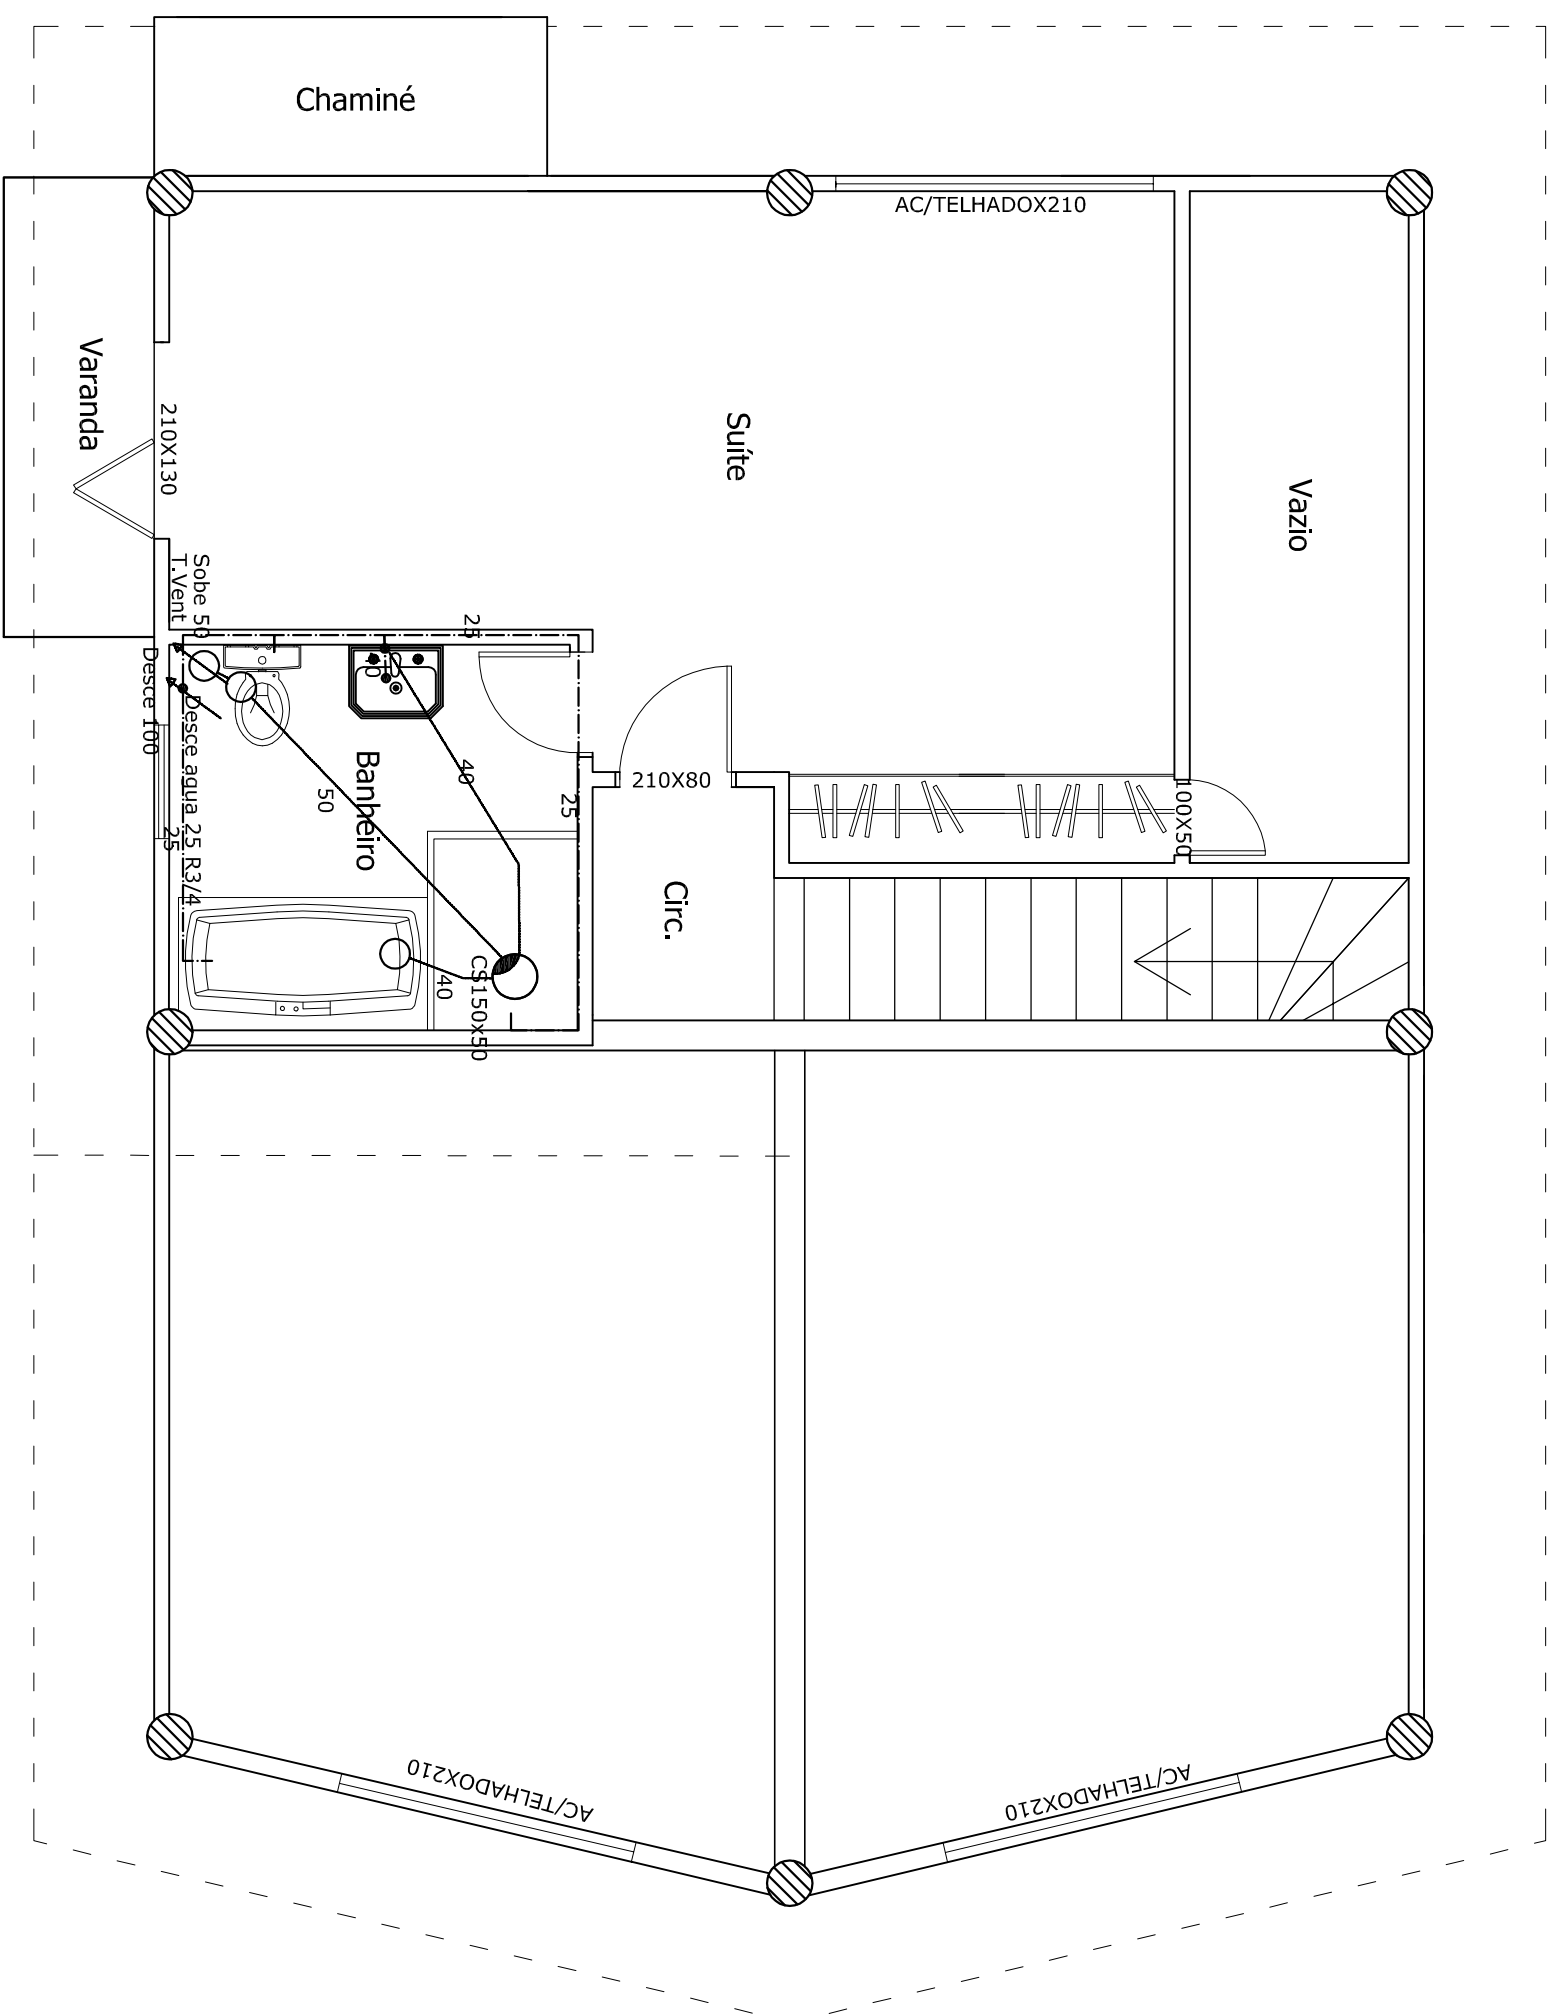 Chaminé
AC/TELHADOX210
Varanda
210X130
Suíte
Vazio
Sobe 50
T.Vent
25
Desce 100
Desce agua 25 R3/4
25
Banheiro
50
40
40
25
210X80
100X50
Circ.
40
CS150x50
AC/TELHADOX210
AC/TELHADOX210